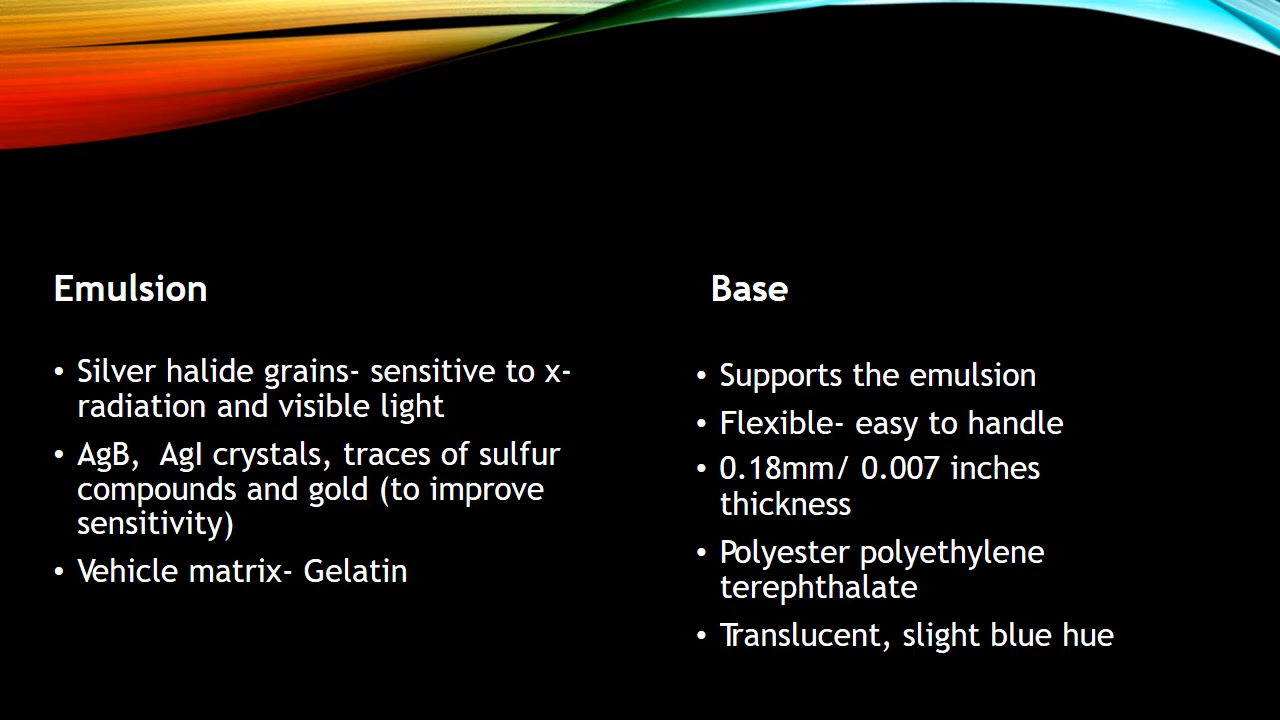 Emulsion
• Silver halide grains- sensitive to x-
radiation and visible light
• AgB,  AgI crystals, traces of sulfur
compounds and gold (to improve
sensitivity)
• Vehicle matrix- Gelatin
Base
• Supports the emulsion
• Flexible- easy to handle
• 0.18mm/ 0.007 inches
thickness
• Polyester polyethylene
terephthalate
• Translucent, slight blue hue